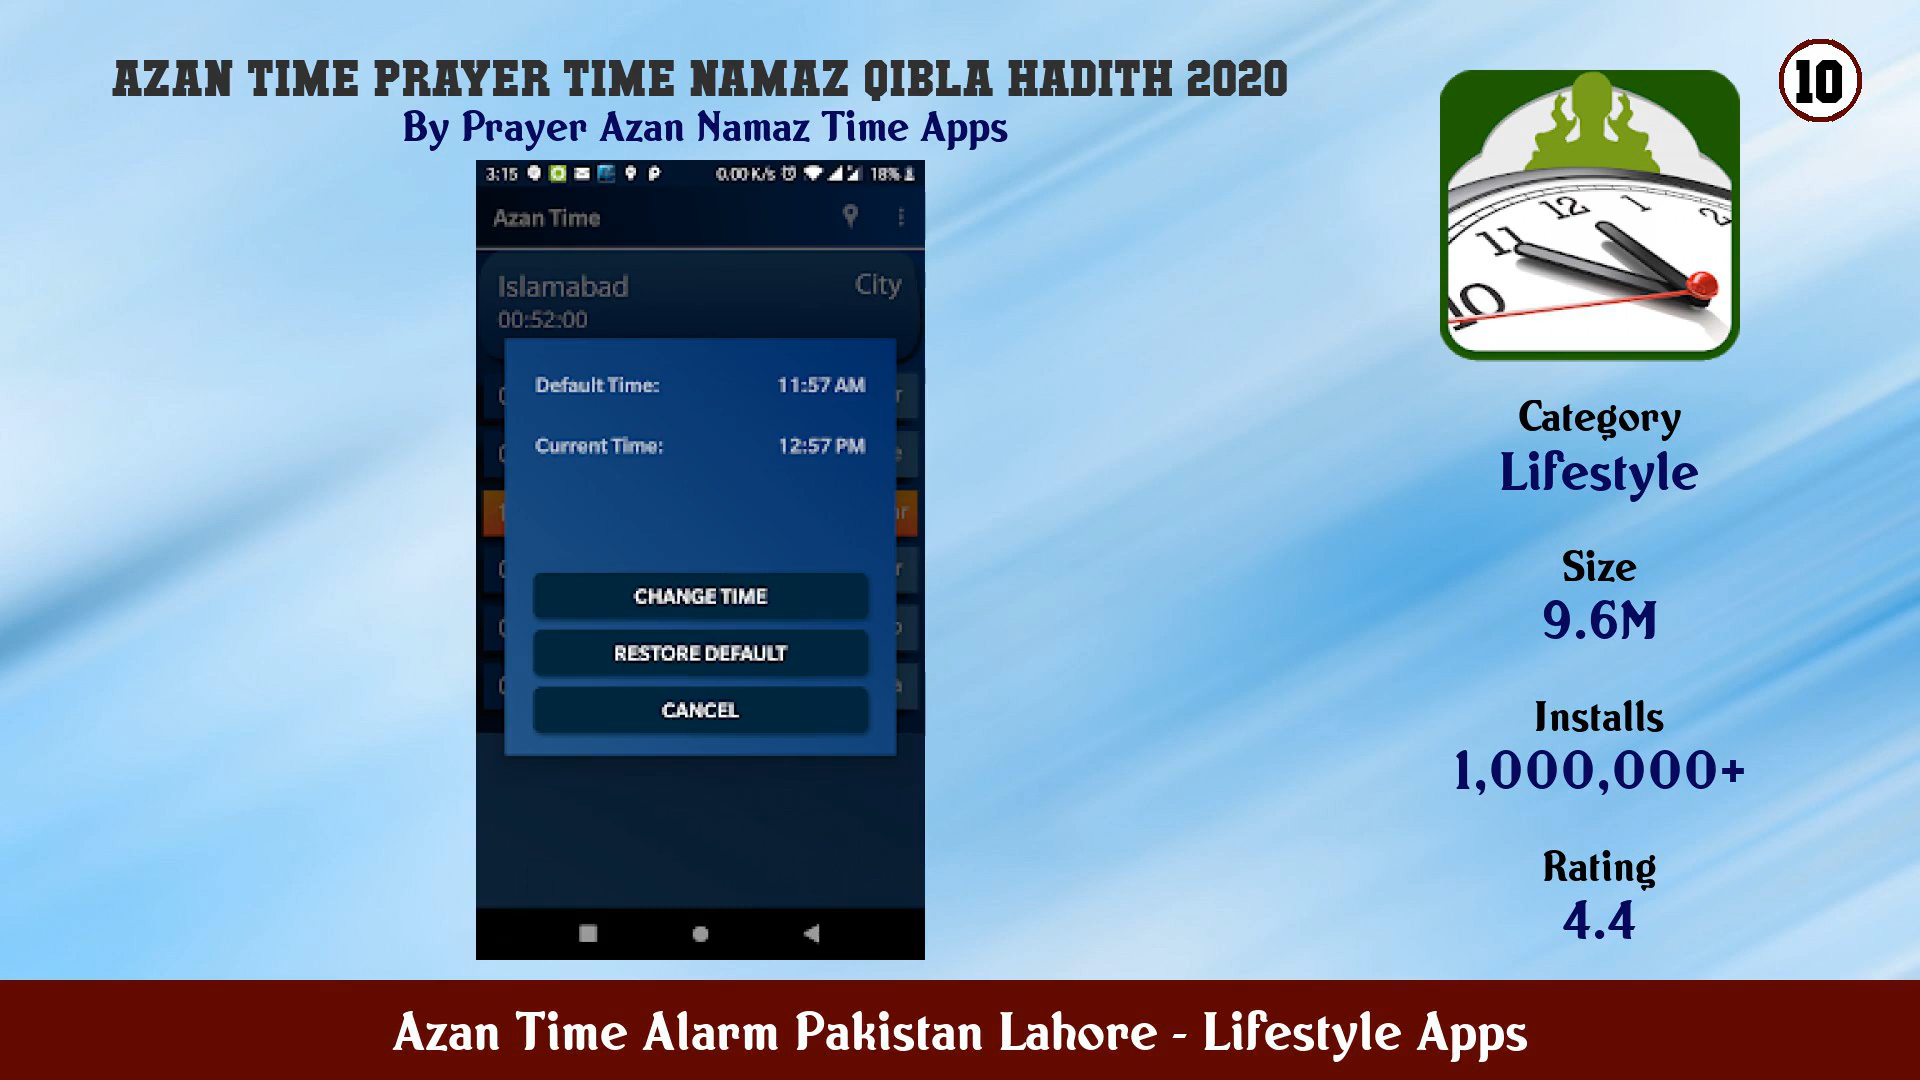 AZAN TIME PRAYER TIME NAMAZ QIBLA HADITH 2020
By Prayer Azan Namaz Time Apps
10
3:15 0.00 K/s 18%
Azan Time
Islamabad City
00:52:00
Default Time: 11:57 AM
Current Time: 12:57 PM
CHANGE TIME
RESTORE DEFAULT
CANCEL
10 11 12 1 2
Category
Lifestyle
Size
9.6M
Installs
1,000,000+
Rating
4.4
Azan Time Alarm Pakistan Lahore - Lifestyle Apps